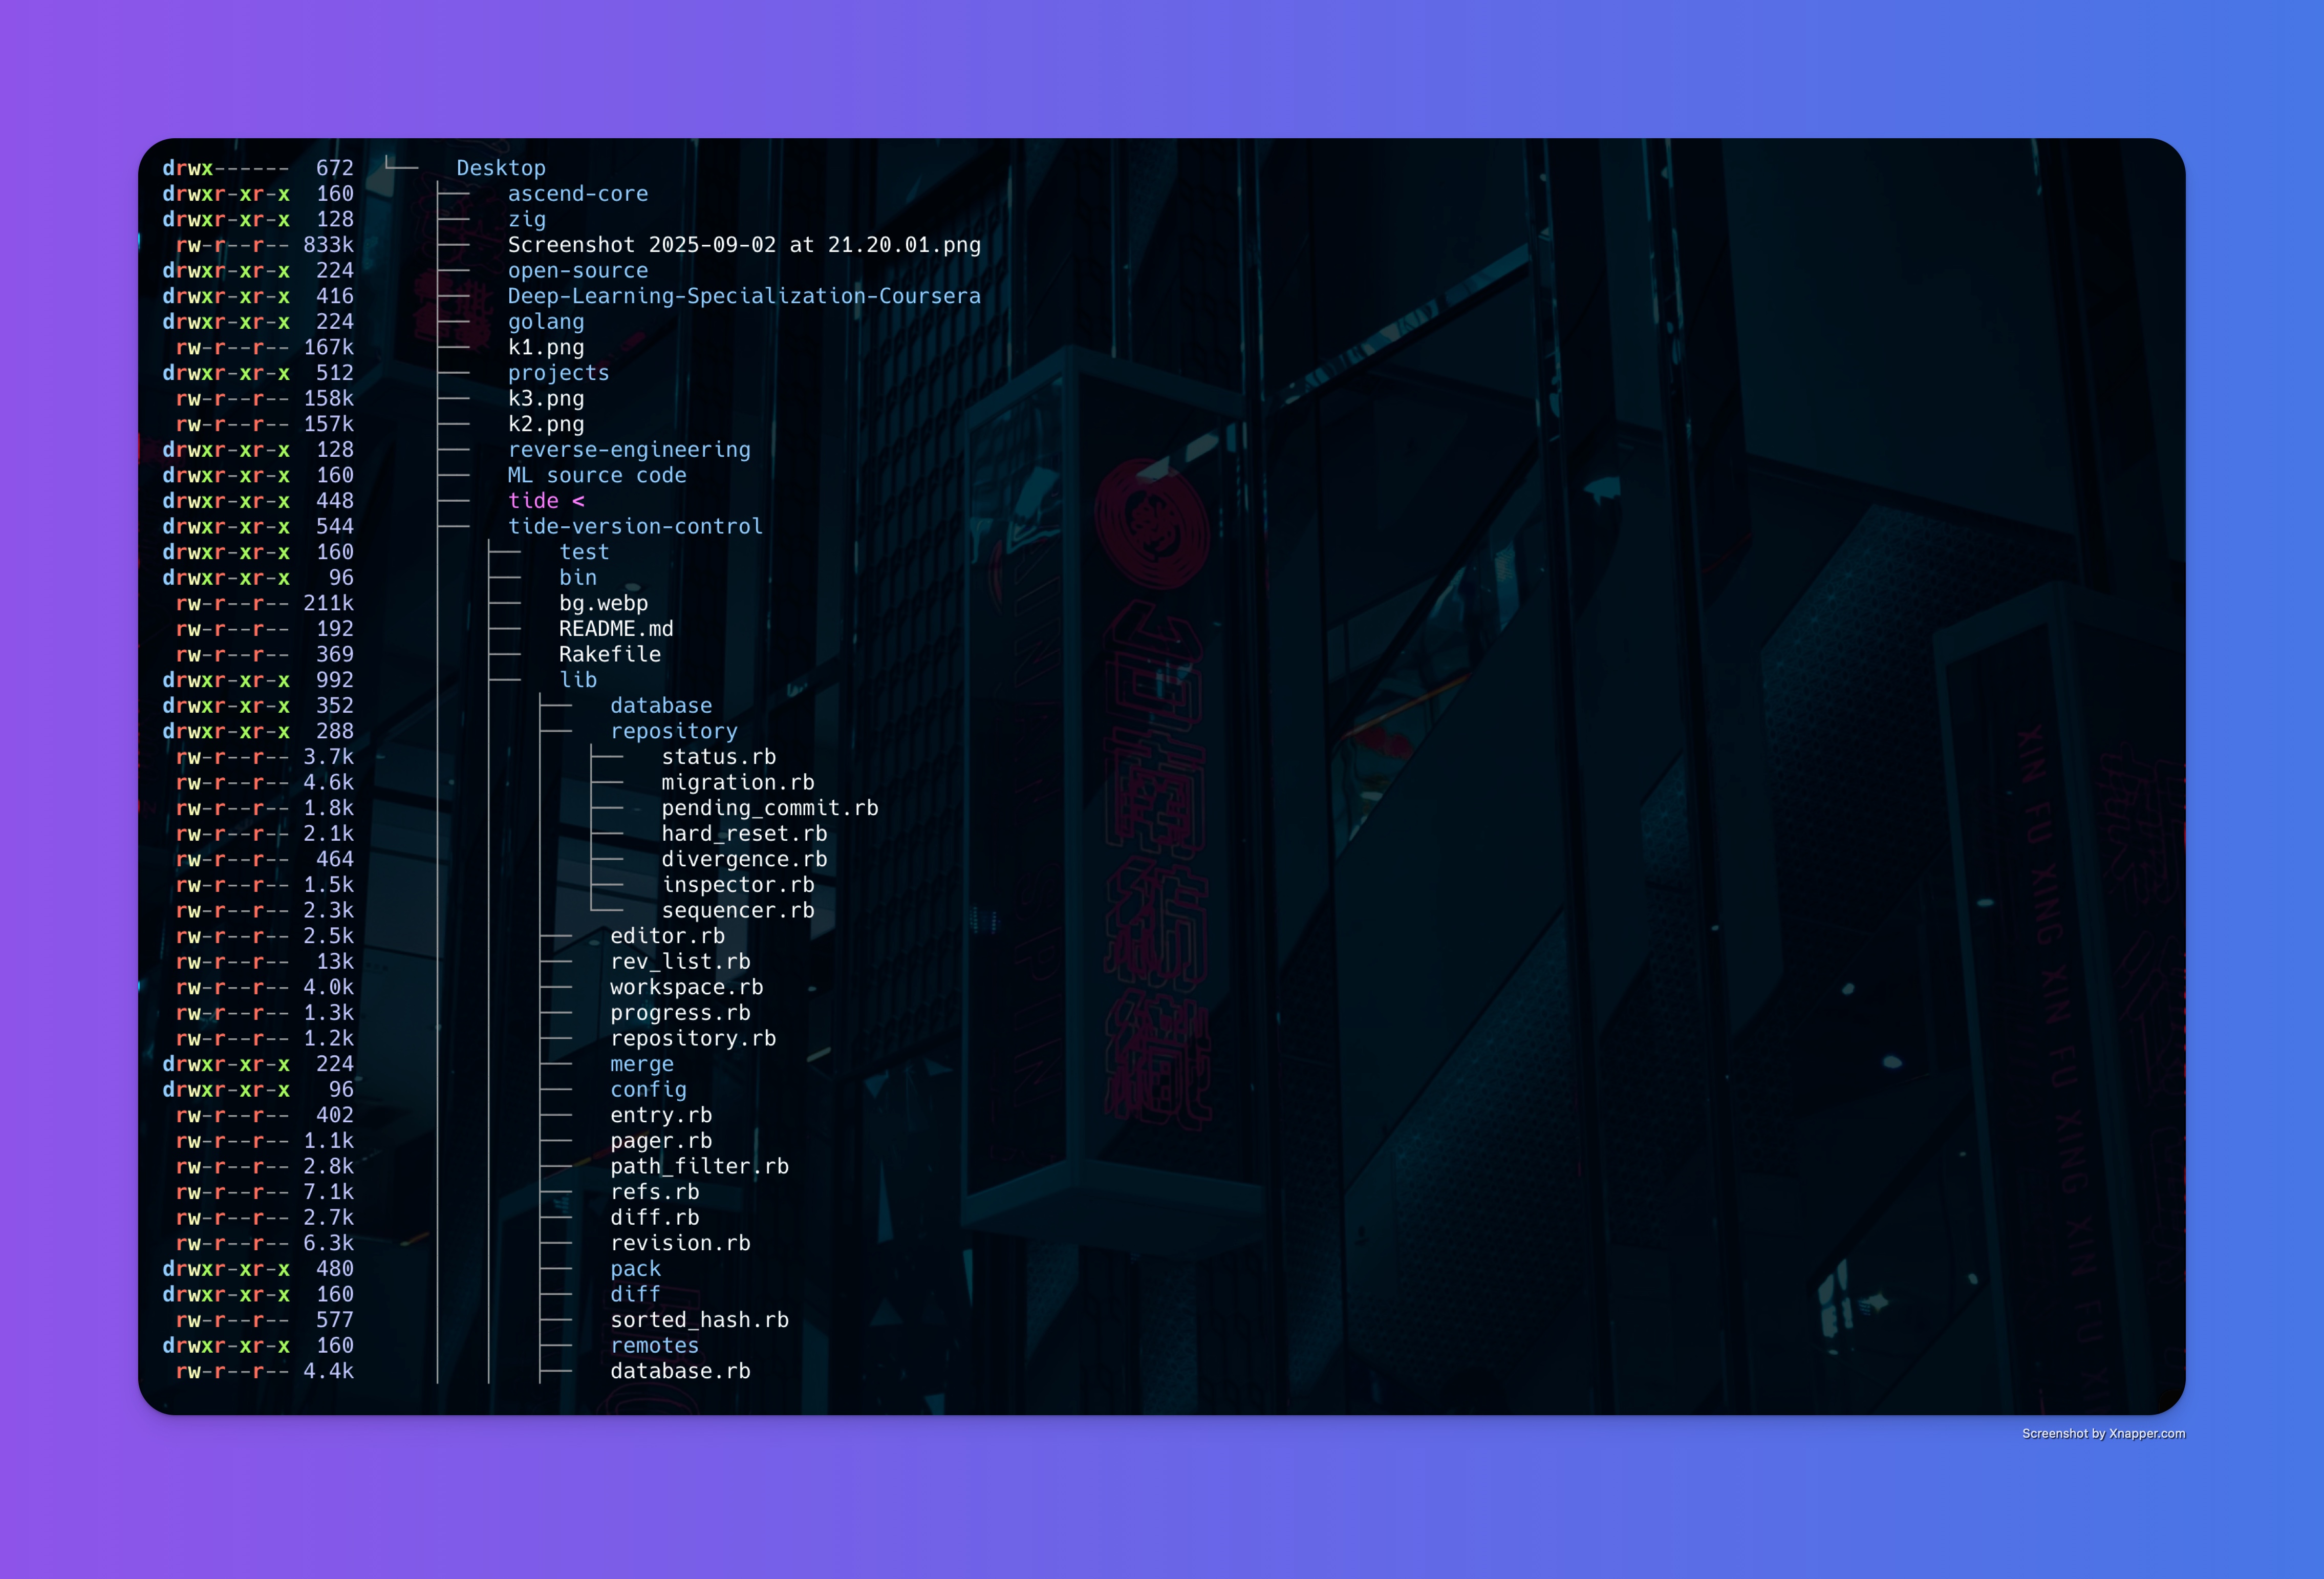 drwx------ 672 └── Desktop
drwxr-xr-x 160 ├── ascend-core
drwxr-xr-x 128 ├── zig
rw-r--r-- 833k ├── Screenshot 2025-09-02 at 21.20.01.png
drwxr-xr-x 224 ├── open-source
drwxr-xr-x 416 ├── Deep-Learning-Specialization-Coursera
drwxr-xr-x 224 ├── golang
rw-r--r-- 167k ├── k1.png
drwxr-xr-x 512 ├── projects
rw-r--r-- 158k ├── k3.png
rw-r--r-- 157k ├── k2.png
drwxr-xr-x 128 ├── reverse-engineering
drwxr-xr-x 160 ├── ML source code
drwxr-xr-x 448 ├── tide <
drwxr-xr-x 544 ├── tide-version-control
drwxr-xr-x 160 │ ├── test
drwxr-xr-x 96 │ ├── bin
rw-r--r-- 211k │ ├── bg.webp
rw-r--r-- 192 │ ├── README.md
rw-r--r-- 369 │ ├── Rakefile
drwxr-xr-x 992 │ ├── lib
drwxr-xr-x 352 │ │ ├── database
drwxr-xr-x 288 │ │ ├── repository
rw-r--r-- 3.7k │ │ │ ├── status.rb
rw-r--r-- 4.6k │ │ │ ├── migration.rb
rw-r--r-- 1.8k │ │ │ ├── pending_commit.rb
rw-r--r-- 2.1k │ │ │ ├── hard_reset.rb
rw-r--r-- 464 │ │ │ ├── divergence.rb
rw-r--r-- 1.5k │ │ │ ├── inspector.rb
rw-r--r-- 2.3k │ │ │ └── sequencer.rb
rw-r--r-- 2.5k │ │ ├── editor.rb
rw-r--r-- 13k │ │ ├── rev_list.rb
rw-r--r-- 4.0k │ │ ├── workspace.rb
rw-r--r-- 1.3k │ │ ├── progress.rb
rw-r--r-- 1.2k │ │ ├── repository.rb
drwxr-xr-x 224 │ │ ├── merge
drwxr-xr-x 96 │ │ ├── config
rw-r--r-- 402 │ │ ├── entry.rb
rw-r--r-- 1.1k │ │ ├── pager.rb
rw-r--r-- 2.8k │ │ ├── path_filter.rb
rw-r--r-- 7.1k │ │ ├── refs.rb
rw-r--r-- 2.7k │ │ ├── diff.rb
rw-r--r-- 6.3k │ │ ├── revision.rb
drwxr-xr-x 480 │ │ ├── pack
drwxr-xr-x 160 │ │ ├── diff
rw-r--r-- 577 │ │ ├── sorted_hash.rb
drwxr-xr-x 160 │ │ ├── remotes
rw-r--r-- 4.4k │ │ ├── database.rb
XIN FU XING XIN FU XING XIN FU
Screenshot by Xnapper.com